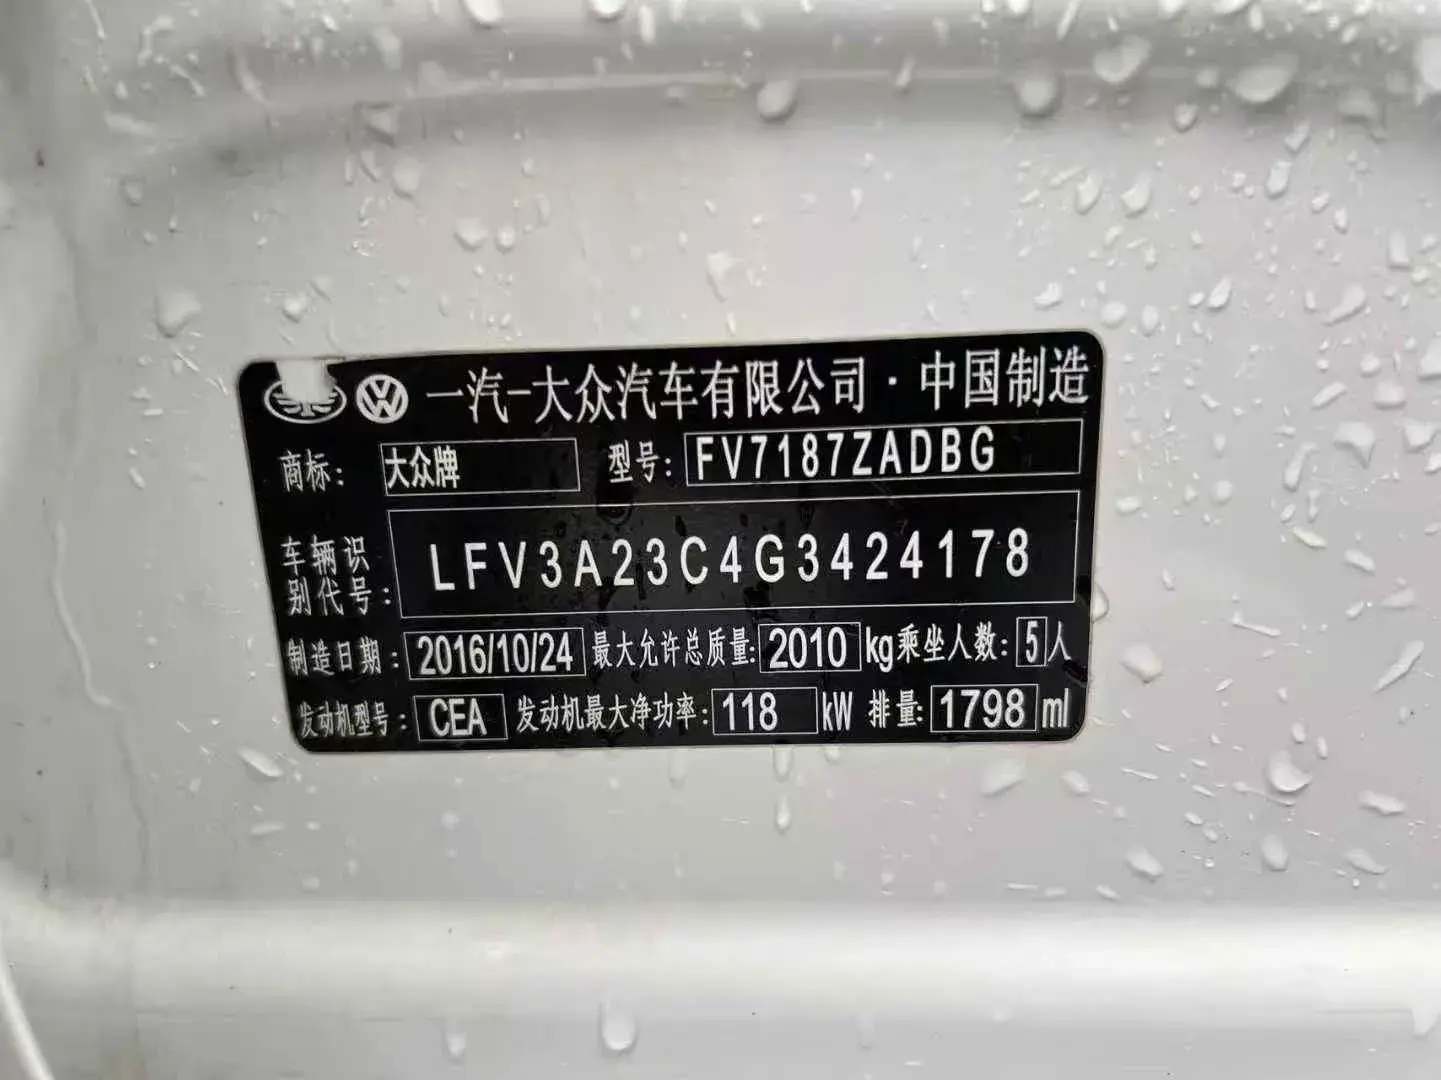 一汽-大众汽车有限公司·中国制造
商标: 大众牌 型号: FV7187ZADBG
车辆识别代号: LFV3A23C4G3424178
制造日期: 2016/10/24 最大允许总质量: 2010 kg 乘坐人数: 5 人
发动机型号: CEA 发动机最大净功率: 118 kW 排量: 1798 ml